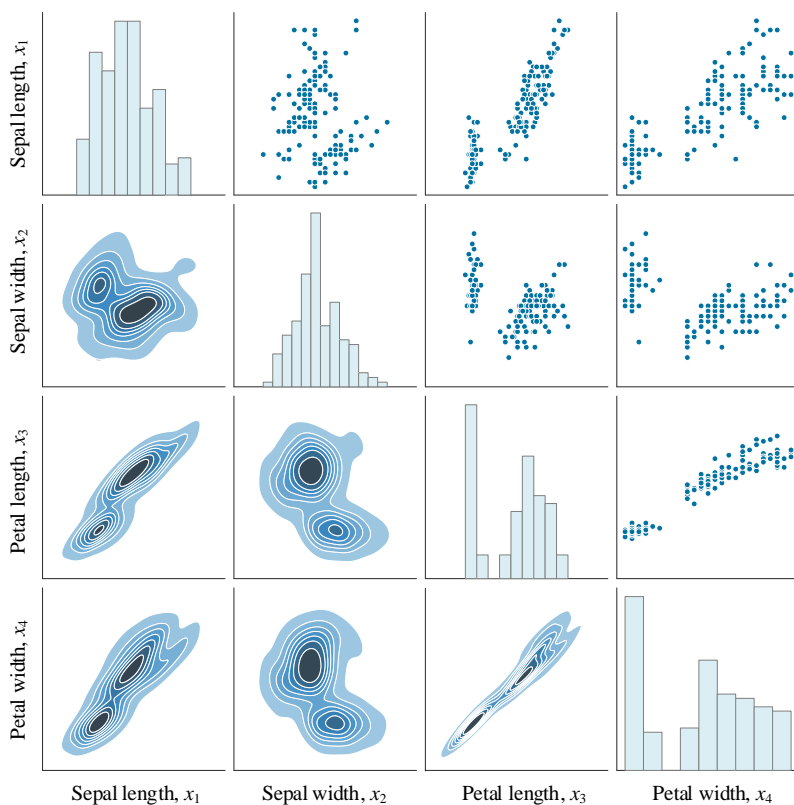 Sepal length, x₁
Sepal width, x₂
Petal length, x₃
Petal width, x₄
Sepal length, x₁
Sepal width, x₂
Petal length, x₃
Petal width, x₄